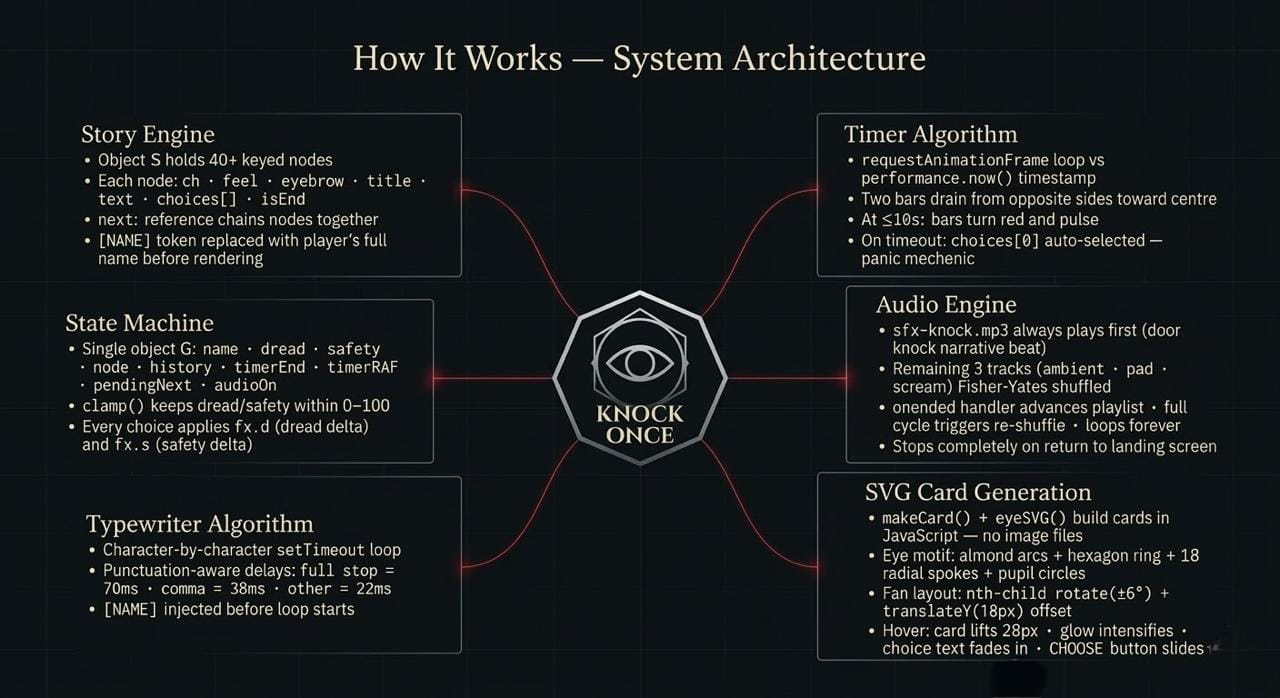 How It Works — System Architecture
Story Engine
• Object S holds 40+ keyed nodes
• Each node: ch · feel · eyebrow · title ·
text · choices[] · isEnd
• next: reference chains nodes together
• [NAME] token replaced with player's full
name before rendering
State Machine
• Single object G: name · dread · safety
· node · history · timerEnd · timerRAF
· pendingNext · audioOn
• clamp() keeps dread/safety within 0–100
• Every choice applies fx.d (dread delta)
and fx.s (safety delta)
Typewriter Algorithm
• Character-by-character setTimeout loop
• Punctuation-aware delays: full stop =
70ms · comma = 38ms · other = 22ms
• [NAME] injected before loop starts
KNOCK
ONCE
Timer Algorithm
• requestAnimationFrame loop vs
performance.now() timestamp
• Two bars drain from opposite sides toward centre
• At ≤10s: bars turn red and pulse
• On timeout: choices[0] auto-selected —
panic mechenic
Audio Engine
• sfx-knock.mp3 always plays first (door
knock narrative beat)
• Remaining 3 tracks (ambient · pad ·
scream) Fisher-Yates shuffled
• onended handler advances playlist · full
cycle triggers re-shuffle · loops forever
• Stops completely on return to landing screen
SVG Card Generation
• makeCard() + eyeSVG() build cards in
JavaScript — no image files
• Eye motif: almond arcs + hexagon ring + 18
radial spokes + pupil circles
• Fan layout: nth-child rotate(±6°) +
translateY(18px) offset
• Hover: card lifts 28px · glow intensifies ·
choice text fades in · CHOOSE button slides